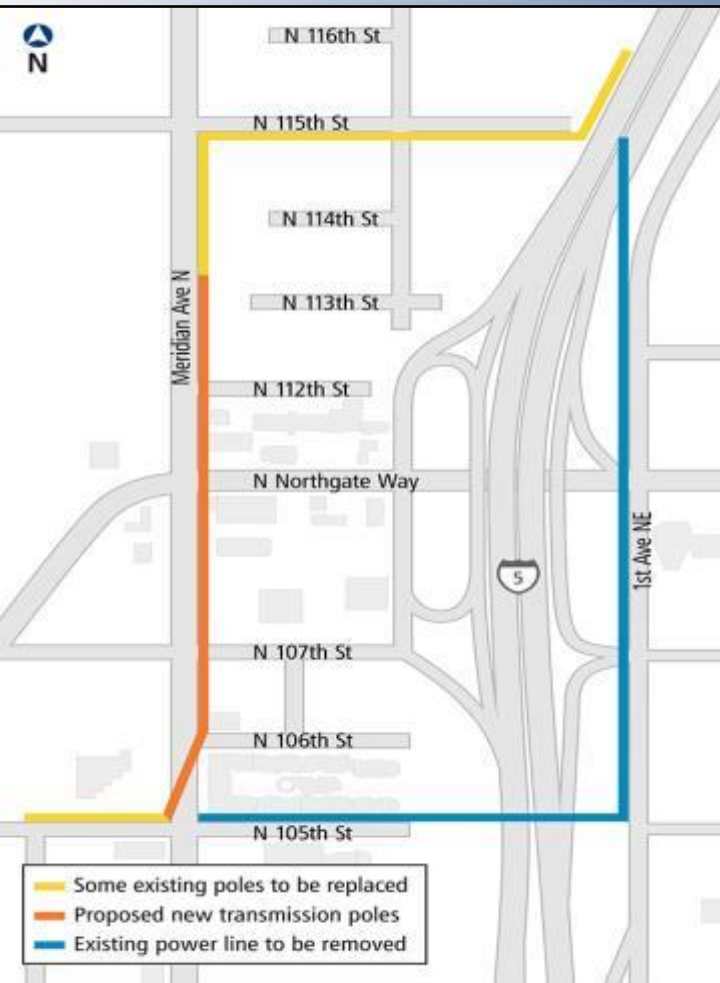 N
N 116th St
N 115th St
N 114th St
Meridian Ave N
N 113th St
N 112th St
N Northgate Way
1st Ave NE
5
N 107th St
N 106th St
N 105th St
Some existing poles to be replaced
Proposed new transmission poles
Existing power line to be removed